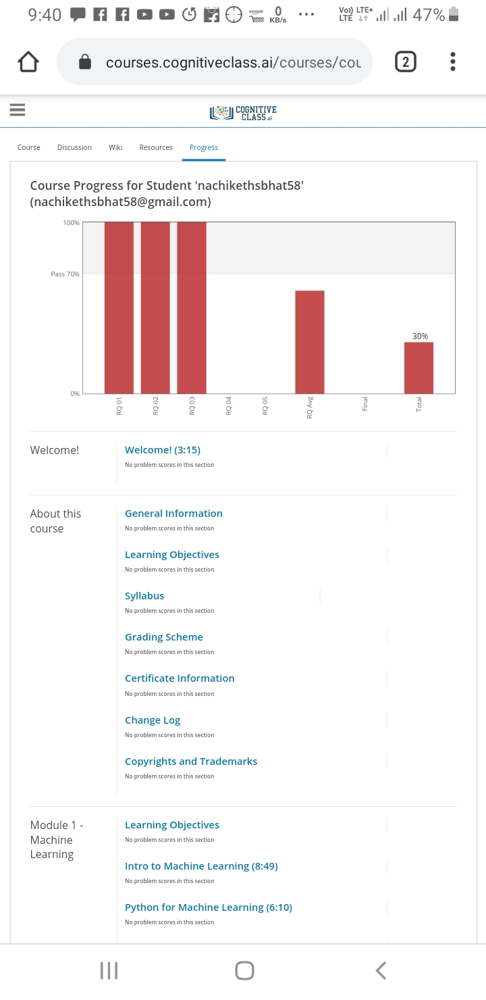 9:40
amazon
0
KB/s
Vo)) LTE+
LTE
47%
courses.cognitiveclass.ai/courses/cou
2
COGNITIVE
CLASS.ai
Course Discussion Wiki Resources Progress
Course Progress for Student 'nachikethsbhat58'
(nachikethsbhat58@gmail.com)
100%
Pass 70%
30%
0%
RQ 01 RQ 02 RQ 03 RQ 04 RQ 05 RQ Avg Final Total
Welcome!
Welcome! (3:15)
No problem scores in this section
About this
course
General Information
No problem scores in this section
Learning Objectives
No problem scores in this section
Syllabus
No problem scores in this section
Grading Scheme
No problem scores in this section
Certificate Information
No problem scores in this section
Change Log
No problem scores in this section
Copyrights and Trademarks
No problem scores in this section
Module 1 -
Machine
Learning
Learning Objectives
No problem scores in this section
Intro to Machine Learning (8:49)
No problem scores in this section
Python for Machine Learning (6:10)
No problem scores in this section